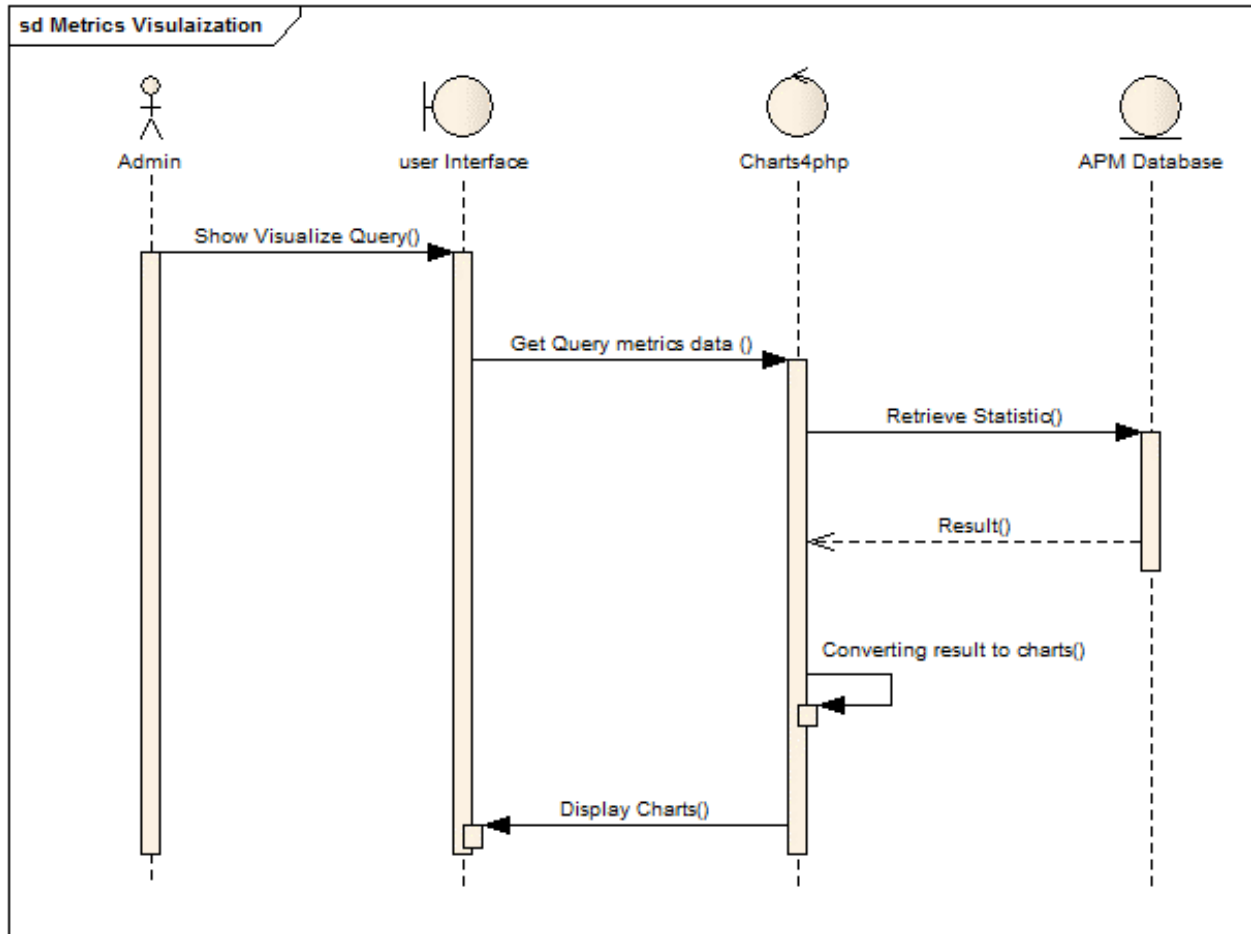 sd Metrics Visulaization
Admin
user Interface
Charts4php
APM Database
Show Visualize Query()
Get Query metrics data ()
Retrieve Statistic()
Result()
Converting result to charts()
Display Charts()